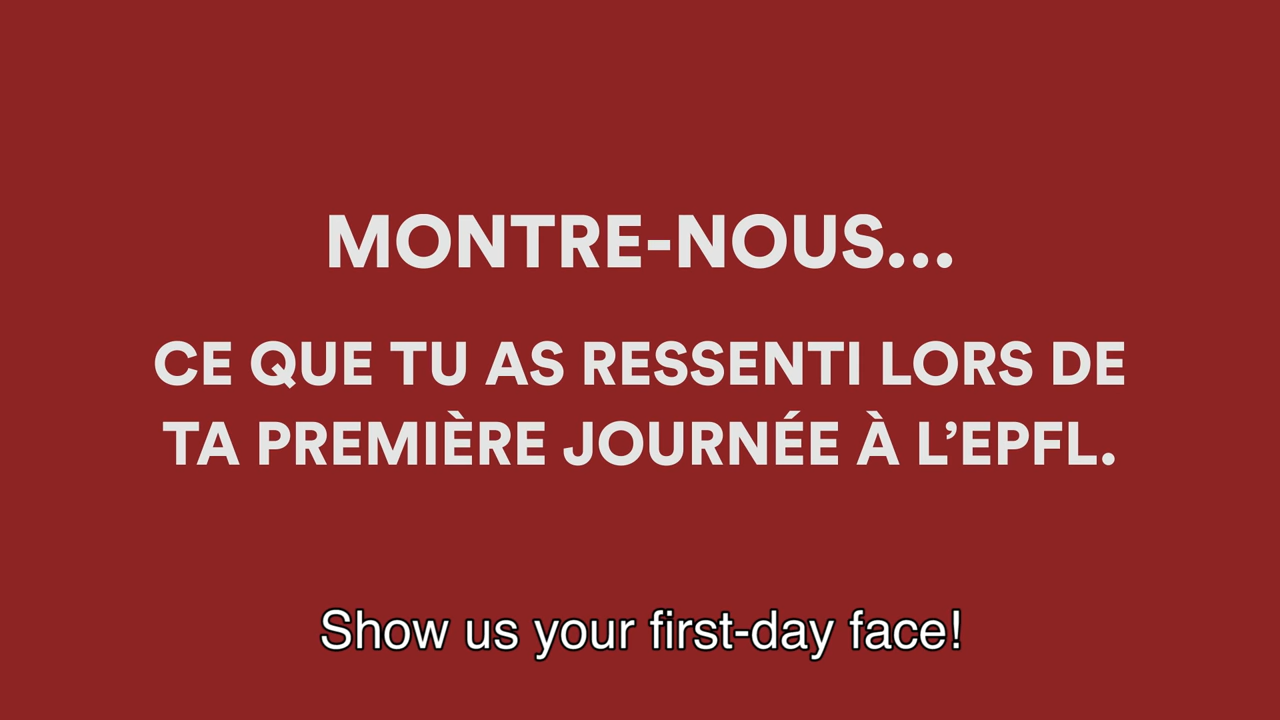 MONTRE-NOUS...
CE QUE TU AS RESSENTI LORS DE
TA PREMIÈRE JOURNÉE À L’EPFL.
Show us your first-day face!